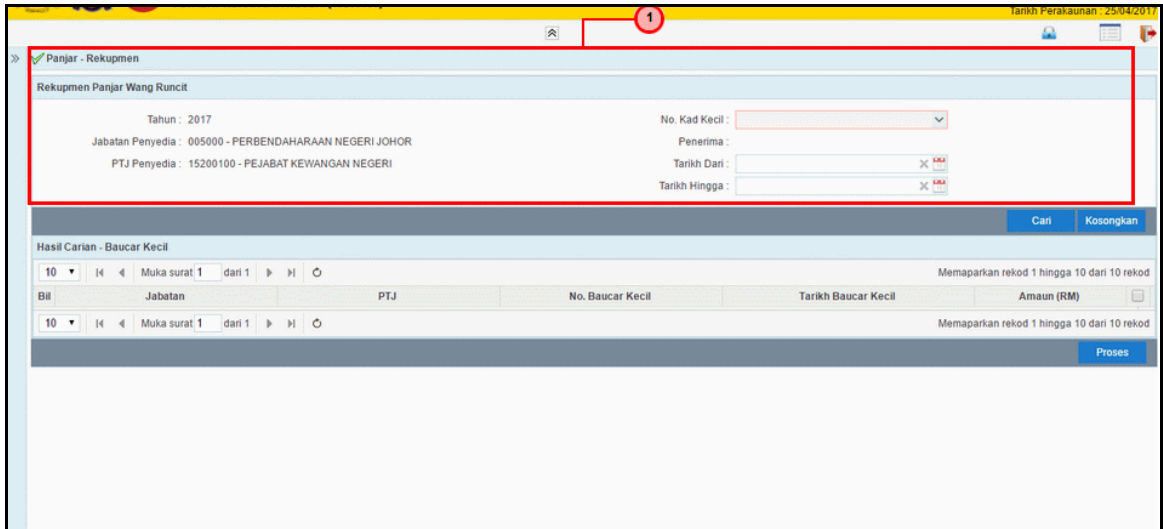 Tarikh Perakaunan : 25/04/2017
1
Panjar - Rekupmen
Rekupmen Panjar Wang Runcit
Tahun : 2017
No. Kad Kecil :
Jabatan Penyedia : 005000 - PERBENDAHARAAN NEGERI JOHOR
Penerima :
PTJ Penyedia : 15200100 - PEJABAT KEWANGAN NEGERI
Tarikh Dari :
Tarikh Hingga :
Cari Kosongkan
Hasil Carian - Baucar Kecil
10 Muka surat 1 dari 1 Memaparkan rekod 1 hingga 10 dari 10 rekod
Bil Jabatan PTJ No. Baucar Kecil Tarikh Baucar Kecil Amaun (RM)
10 Muka surat 1 dari 1 Memaparkan rekod 1 hingga 10 dari 10 rekod
Proses